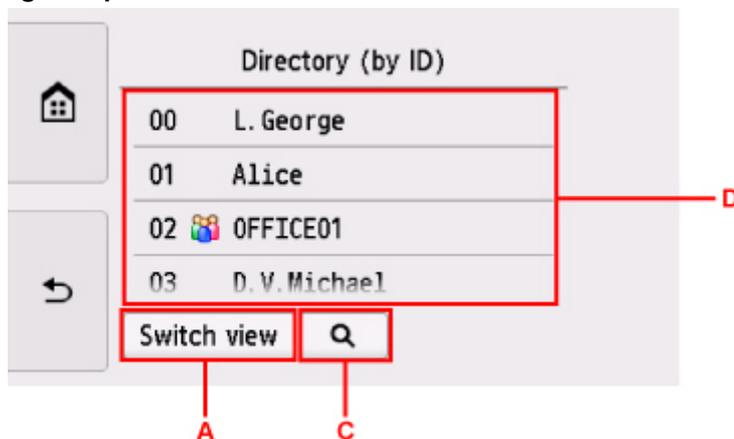 Directory (by ID)
00 L.George
01 Alice
02 OFFICE01
03 D.V.Michael
D
Switch view
A C